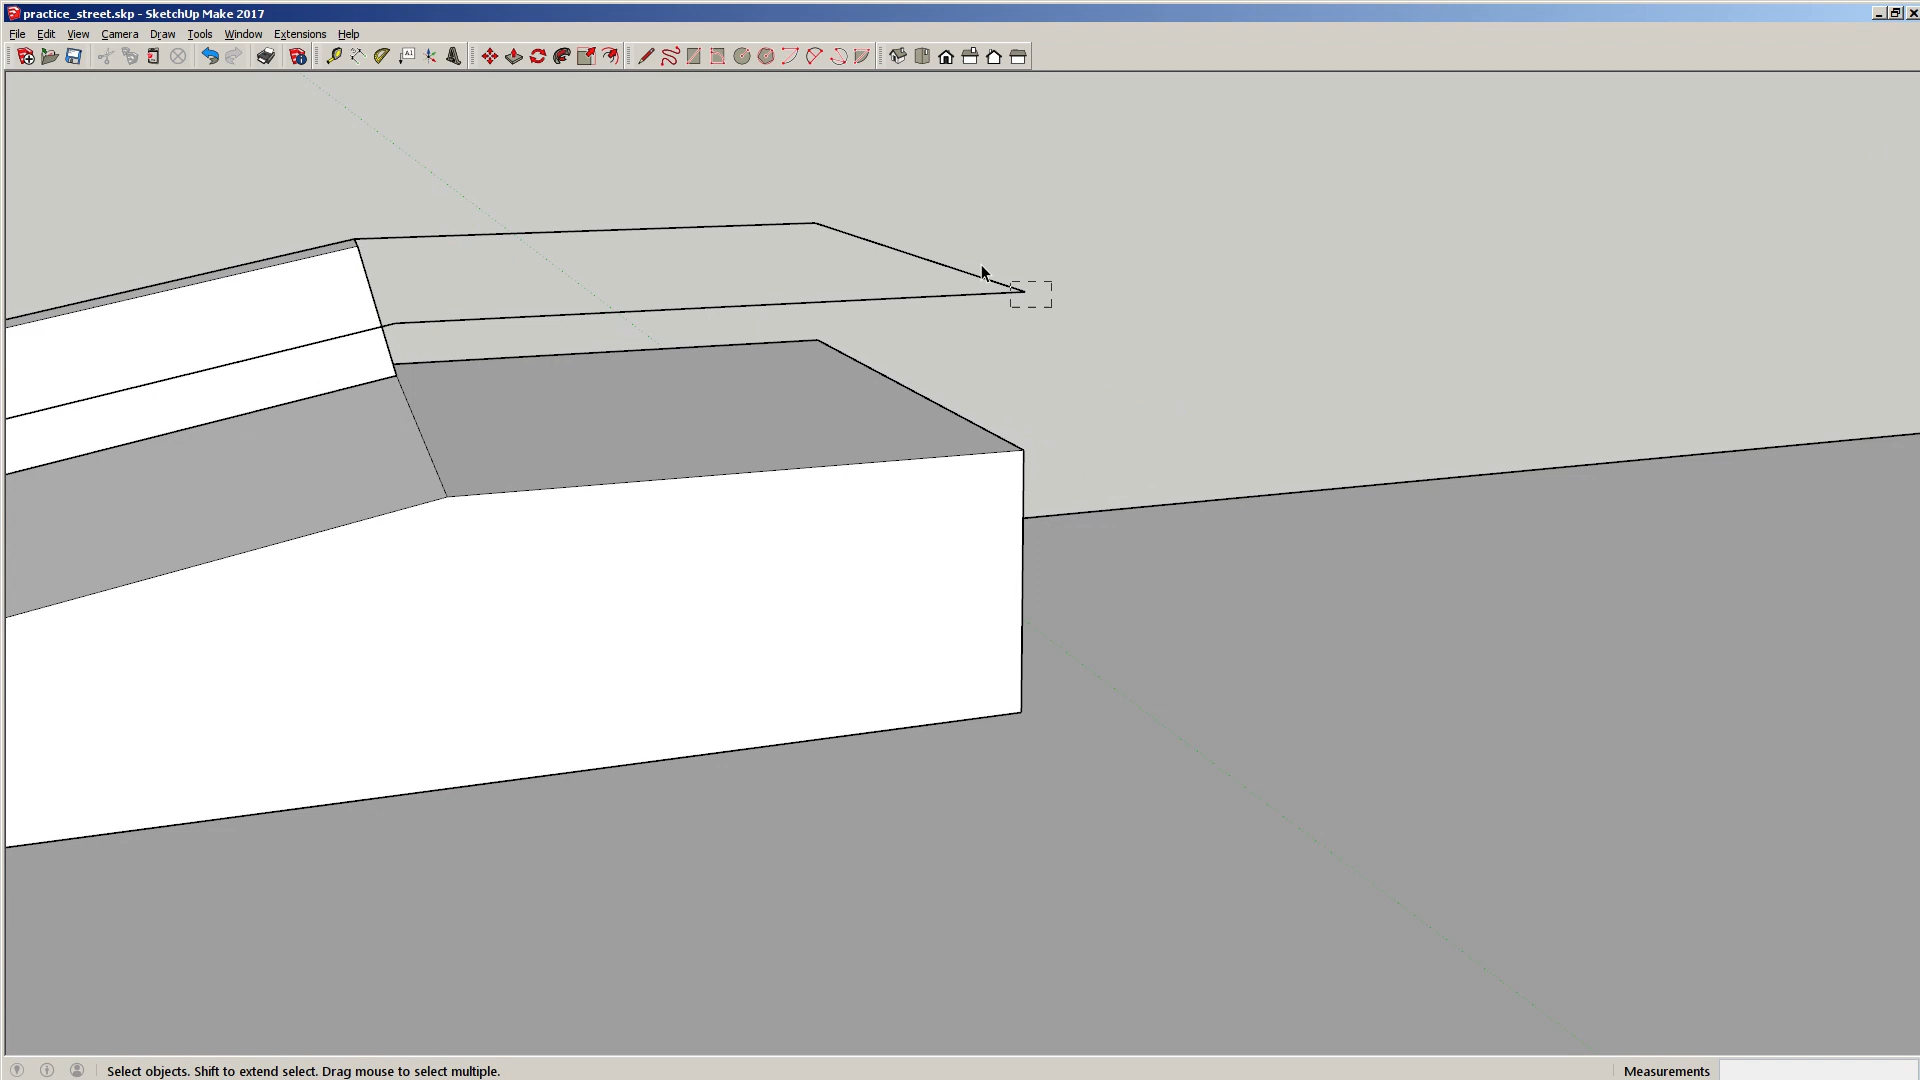 practice_street.skp - SketchUp Make 2017
File Edit View Camera Draw Tools Window Extensions Help
A1
Select objects. Shift to extend select. Drag mouse to select multiple.
Measurements